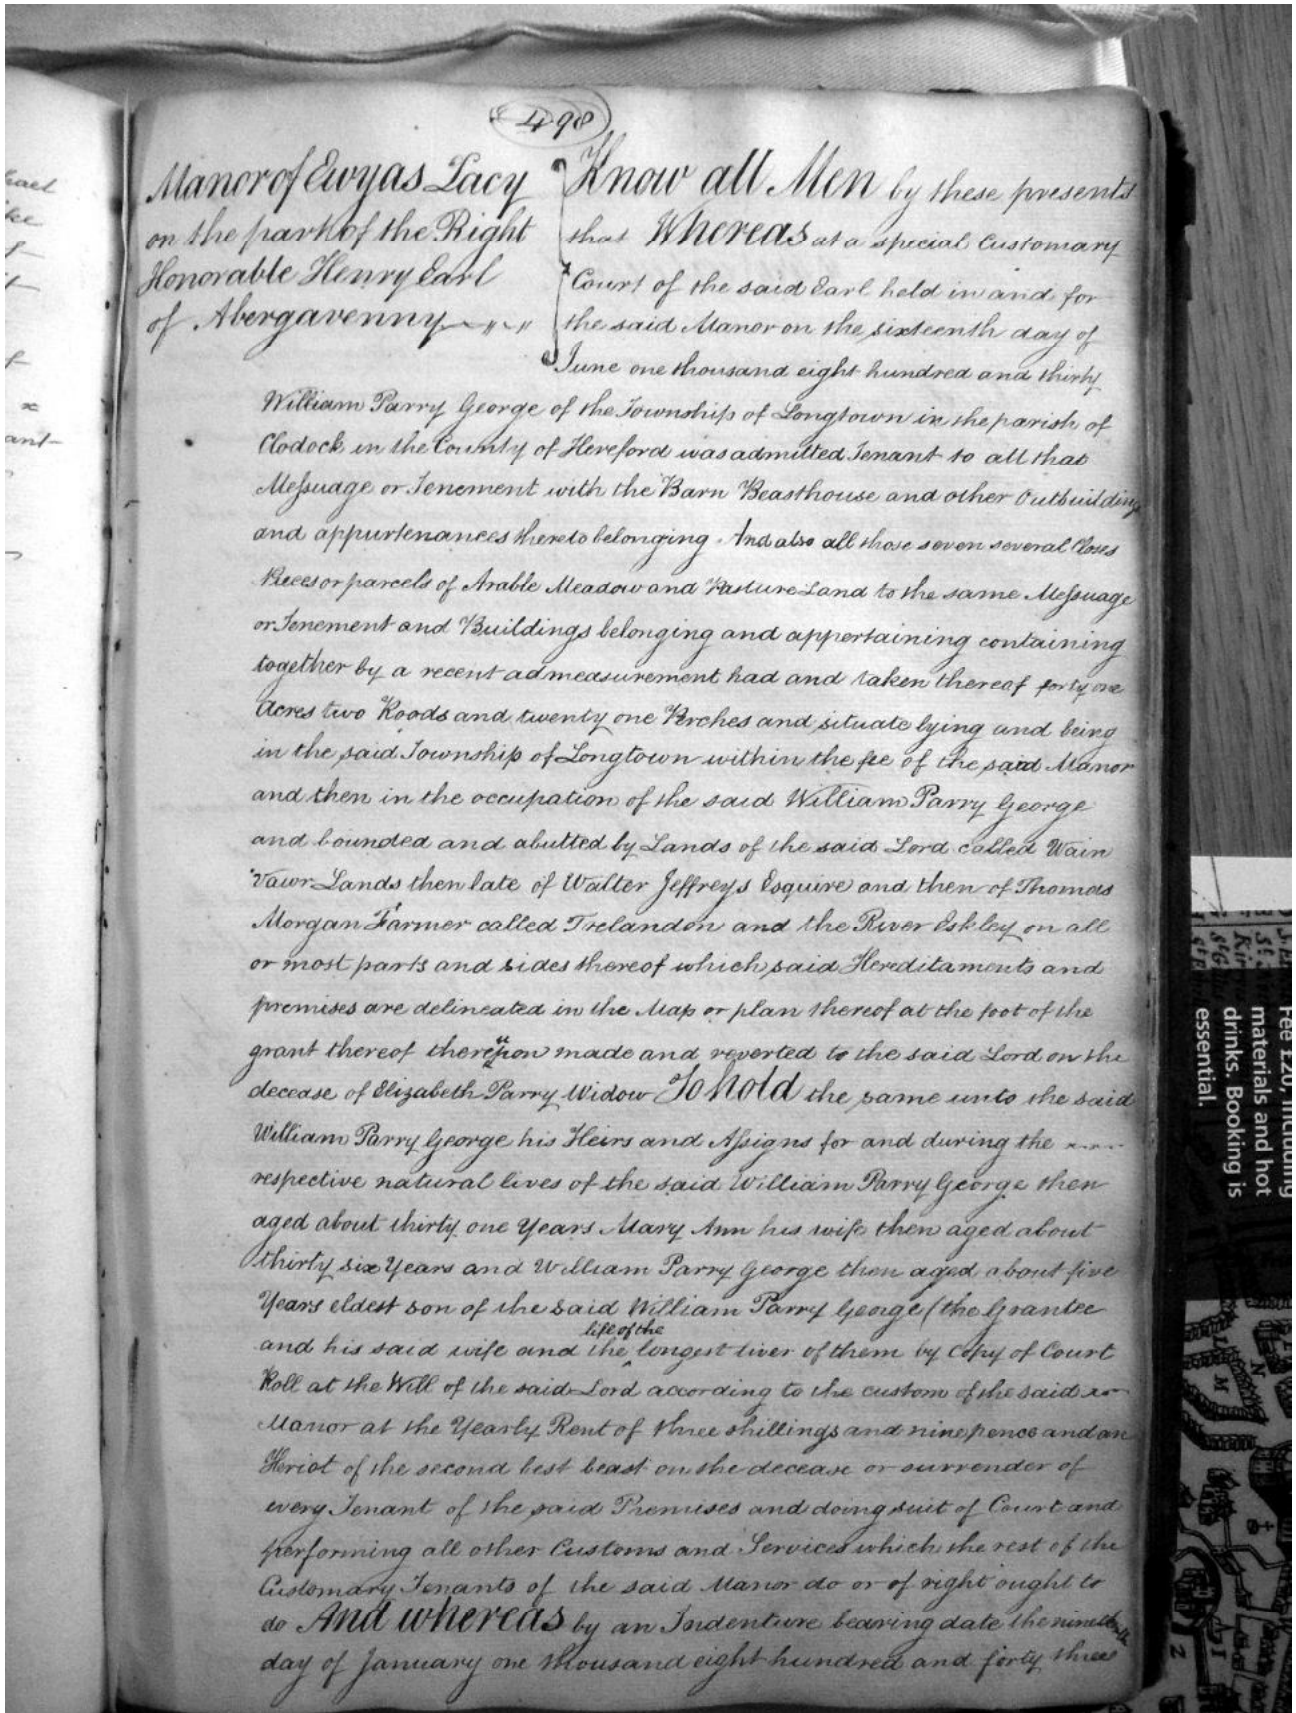 498
Manor of Ewyas Lacy
on the part of the Right
Honorable Henry Earl
of Abergavenny
Know all Men by these presents
that Whereas at a special Customary
Court of the said Earl held in and for
the said Manor on the sixteenth day of
June one thousand eight hundred and thirty
William Parry George of the Township of Longtown in the parish of
Clodock in the County of Hereford was admitted Tenant to all that
Messuage or Tenement with the Barn Beasthouse and other Outbuildings
and appurtenances thereto belonging And also all those seven several Closes
Pieces or parcels of Arable Meadow and Pasture Land to the same Messuage
or Tenement and Buildings belonging and appertaining containing
together by a recent admeasurement had and taken thereof forty one
Acres two Roods and twenty one Perches and situate lying and being
in the said Township of Longtown within the fee of the said Manor
and then in the occupation of the said William Parry George
and bounded and abutted by Lands of the said Lord called Wain
Vawr Lands then late of Walter Jeffreys Esquire and then of Thomas
Morgan Farmer called Trelandon and the River Eskley on all
or most parts and sides thereof which said Hereditaments and
premises are delineated in the Map or plan thereof at the foot of the
grant thereof thereupon made and reverted to the said Lord on the
decease of Elizabeth Parry Widow To hold the same unto the said
William Parry George his Heirs and Assigns for and during the
respective natural lives of the said William Parry George then
aged about thirty one Years Mary Ann his wife then aged about
thirty six Years and William Parry George then aged about five
Years eldest son of the said William Parry George (the Grantee
and his said wife and the life of the longest liver of them by Copy of Court
Roll at the Will of the said Lord according to the custom of the said
Manor at the Yearly Rent of three shillings and nine pence and an
Heriot of the second best beast on the decease or surrender of
every Tenant of the said Premises and doing suit of Court and
performing all other Customs and Services which the rest of the
Customary Tenants of the said Manor do or of right ought to
do And whereas by an Indenture bearing date the nineteenth
day of January one thousand eight hundred and forty three
Fee £20, including
materials and hot
drinks. Booking is
essential.